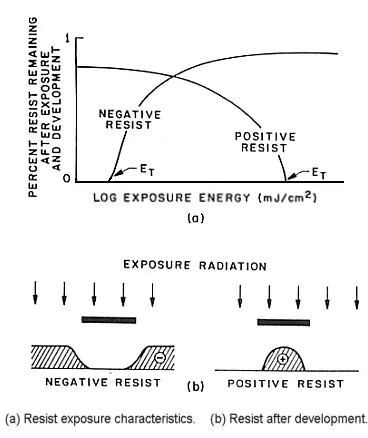 PERCENT RESIST REMAINING
AFTER EXPOSURE
AND DEVELOPMENT
1
0
NEGATIVE
RESIST
POSITIVE
RESIST
E_T
E_T
LOG EXPOSURE ENERGY (mJ/cm²)
(a)
EXPOSURE RADIATION
−
+
NEGATIVE RESIST (b) POSITIVE RESIST
(a) Resist exposure characteristics. (b) Resist after development.